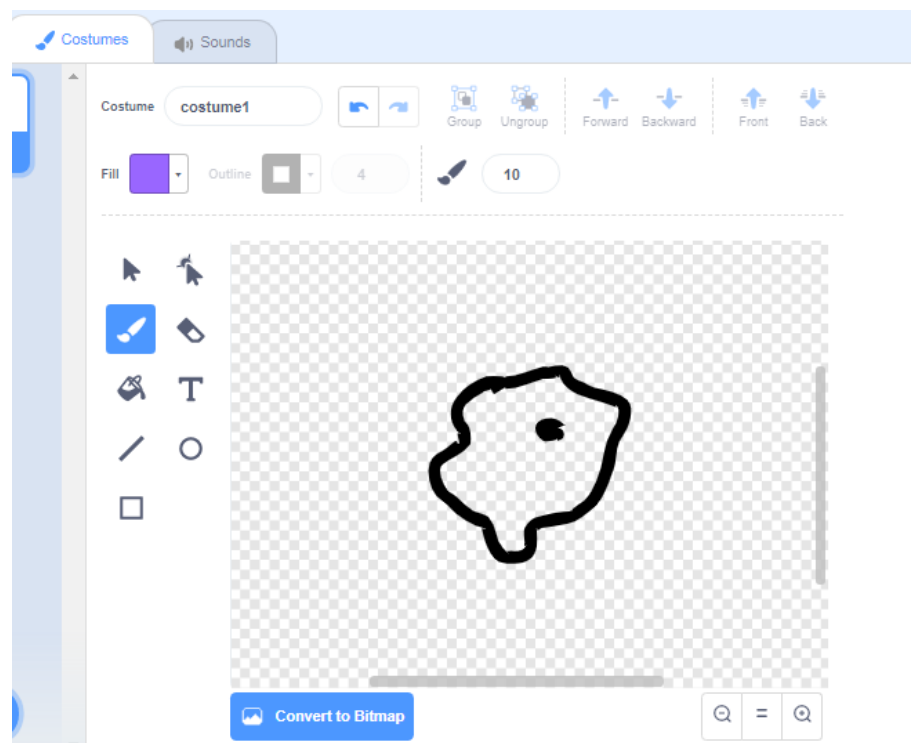 Costumes Sounds
Costume costume1 Group Ungroup Forward Backward Front Back
Fill Outline 4 10
T
Convert to Bitmap